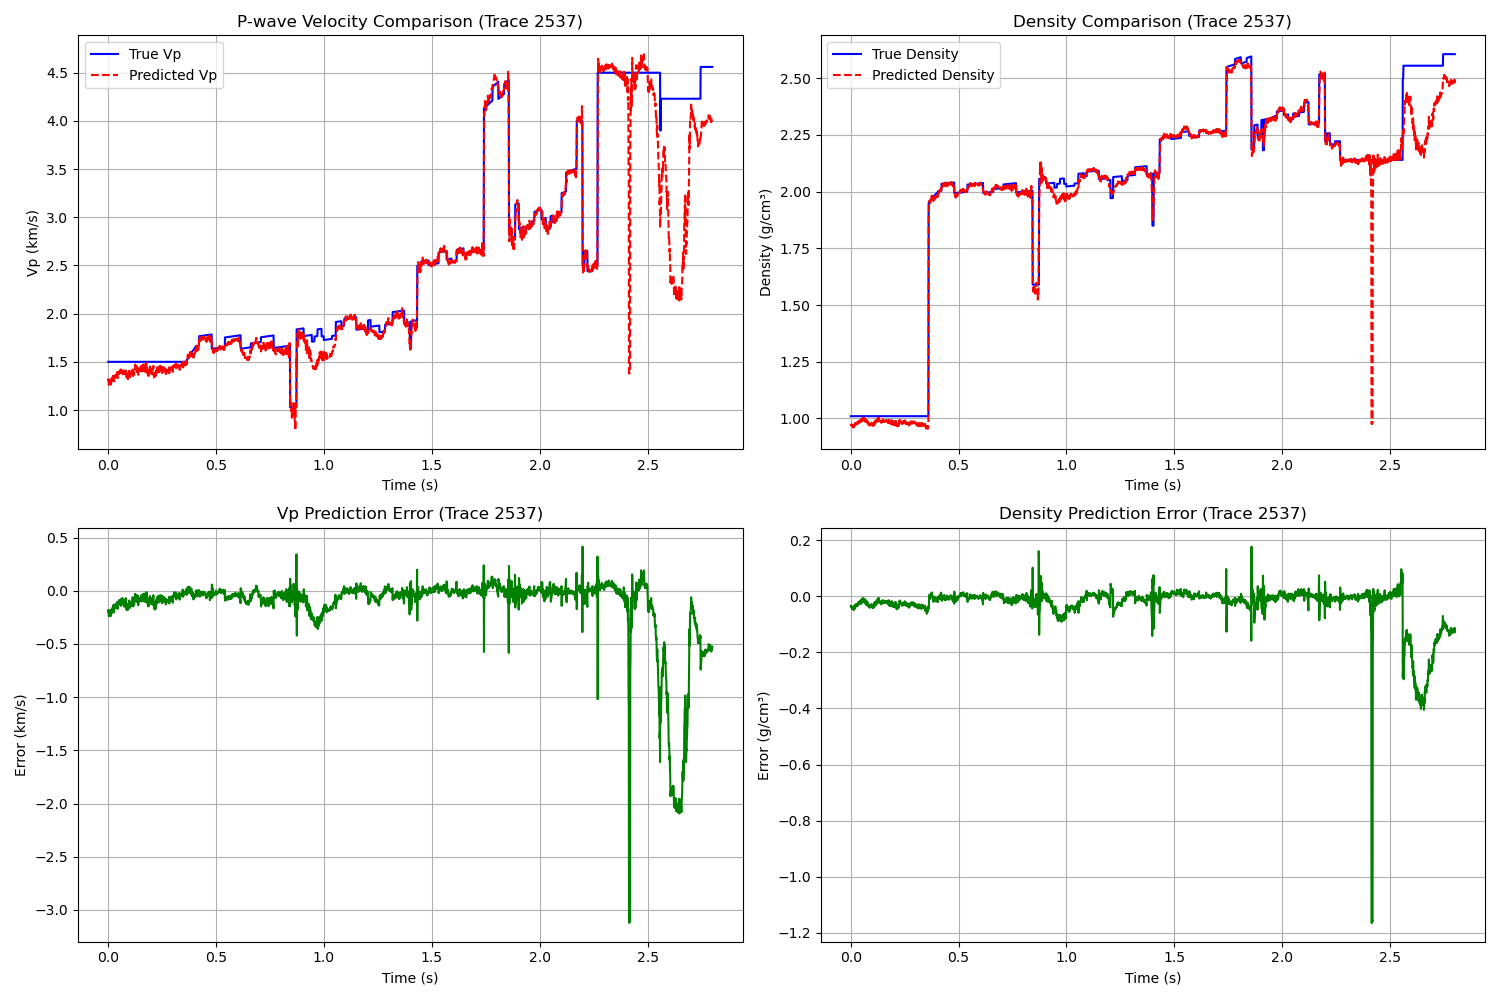 P-wave Velocity Comparison (Trace 2537)
True Vp
Predicted Vp
Vp (km/s)
4.5
4.0
3.5
3.0
2.5
2.0
1.5
1.0
0.0 0.5 1.0 1.5 2.0 2.5
Time (s)
Density Comparison (Trace 2537)
True Density
Predicted Density
Density (g/cm³)
2.50
2.25
2.00
1.75
1.50
1.25
1.00
0.0 0.5 1.0 1.5 2.0 2.5
Time (s)
Vp Prediction Error (Trace 2537)
Error (km/s)
0.5
0.0
−0.5
−1.0
−1.5
−2.0
−2.5
−3.0
0.0 0.5 1.0 1.5 2.0 2.5
Time (s)
Density Prediction Error (Trace 2537)
Error (g/cm³)
0.2
0.0
−0.2
−0.4
−0.6
−0.8
−1.0
−1.2
0.0 0.5 1.0 1.5 2.0 2.5
Time (s)